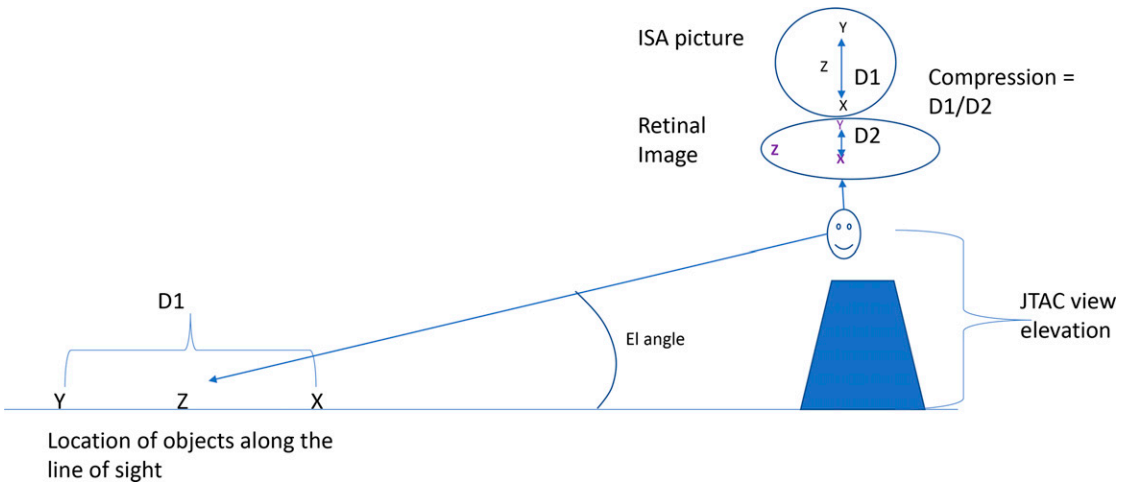 ISA picture
Y
Z
D1
X
Compression =
D1/D2
Retinal
Image
Y
D2
Z
X
D1
El angle
JTAC view
elevation
Y
Z
X
Location of objects along the
line of sight